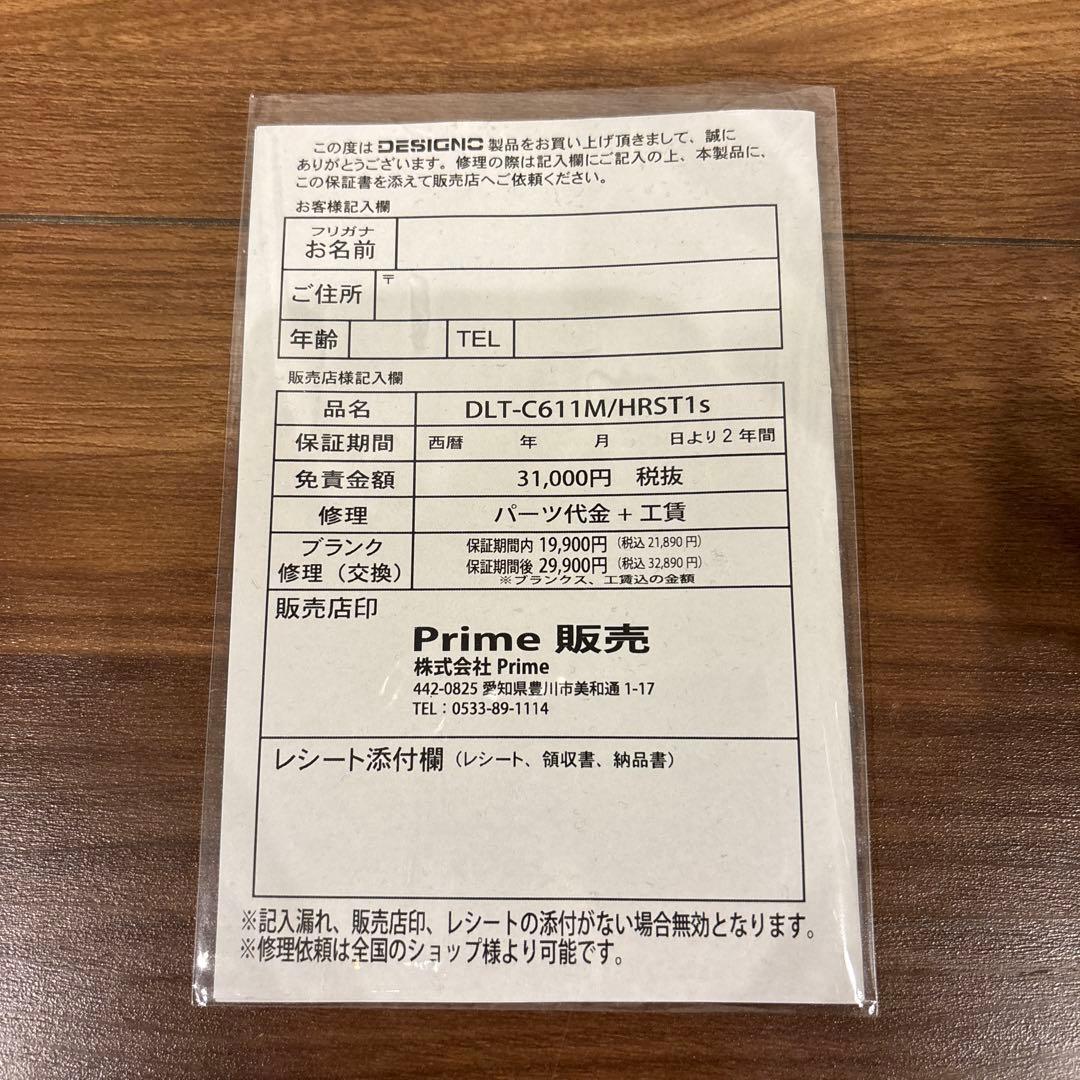 この度は DESIGNO 製品をお買い上げ頂きまして、誠に
ありがとうございます。修理の際は記入欄にご記入の上、本製品に、
この保証書を添えて販売店へご依頼ください。
お客様記入欄
フリガナ
お名前
ご住所 〒
年齢 TEL
販売店様記入欄
品名 DLT-C611M/HRST1s
保証期間 西暦 年 月 日より2年間
免責金額 31,000円 税抜
修理 パーツ代金 + 工賃
ブランク 保証期間内 19,900円 (税込 21,890 円)
修理（交換） 保証期間後 29,900円 (税込 32,890 円)
※ブランクス、工賃込の金額
販売店印
Prime 販売
株式会社 Prime
442-0825 愛知県豊川市美和通 1-17
TEL：0533-89-1114
レシート添付欄（レシート、領収書、納品書）
※記入漏れ、販売店印、レシートの添付がない場合無効となります。
※修理依頼は全国のショップ様より可能です。